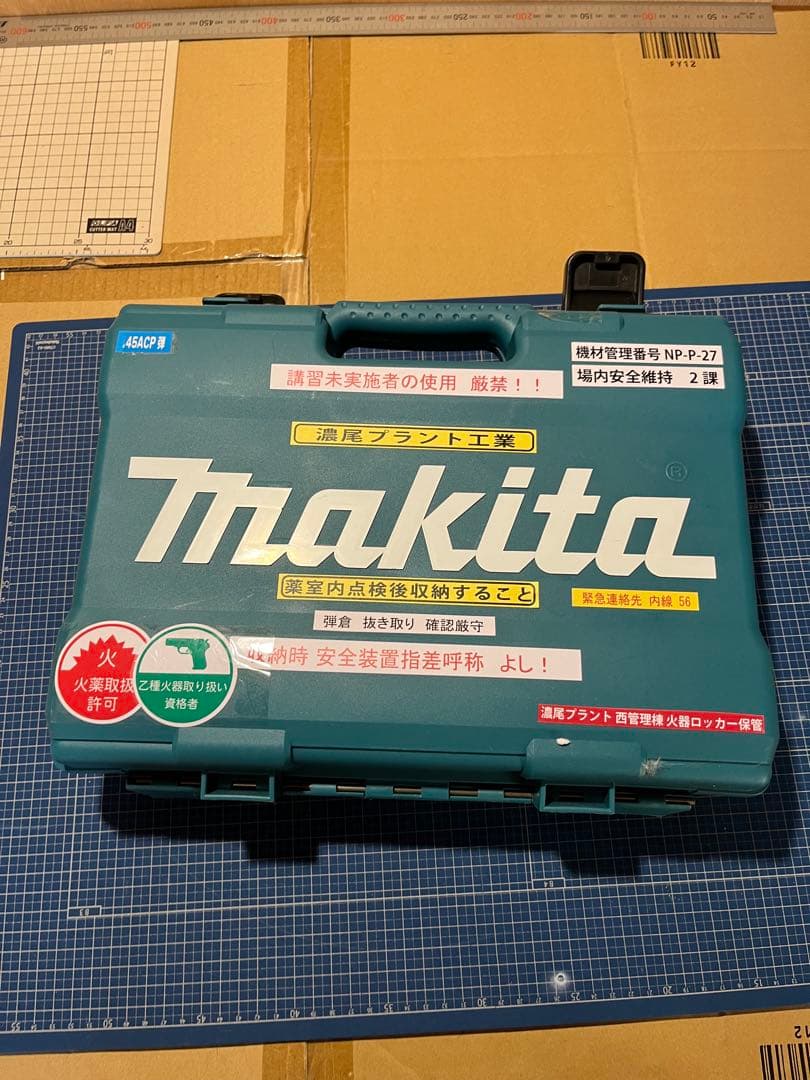 .45ACP弾
機材管理番号 NP-P-27
場内安全維持 2課
講習未実施者の使用 厳禁！！
濃尾プラント工業
makita
®
薬室内点検後収納すること
緊急連絡先 内線 56
弾倉 抜き取り 確認厳守
収納時 安全装置指差呼称 よし！
火
火薬取扱
許可
乙種火器取り扱い
資格者
濃尾プラント 西管理棟 火器ロッカー保管
OLFA
CUTTER MAT A4
FY12